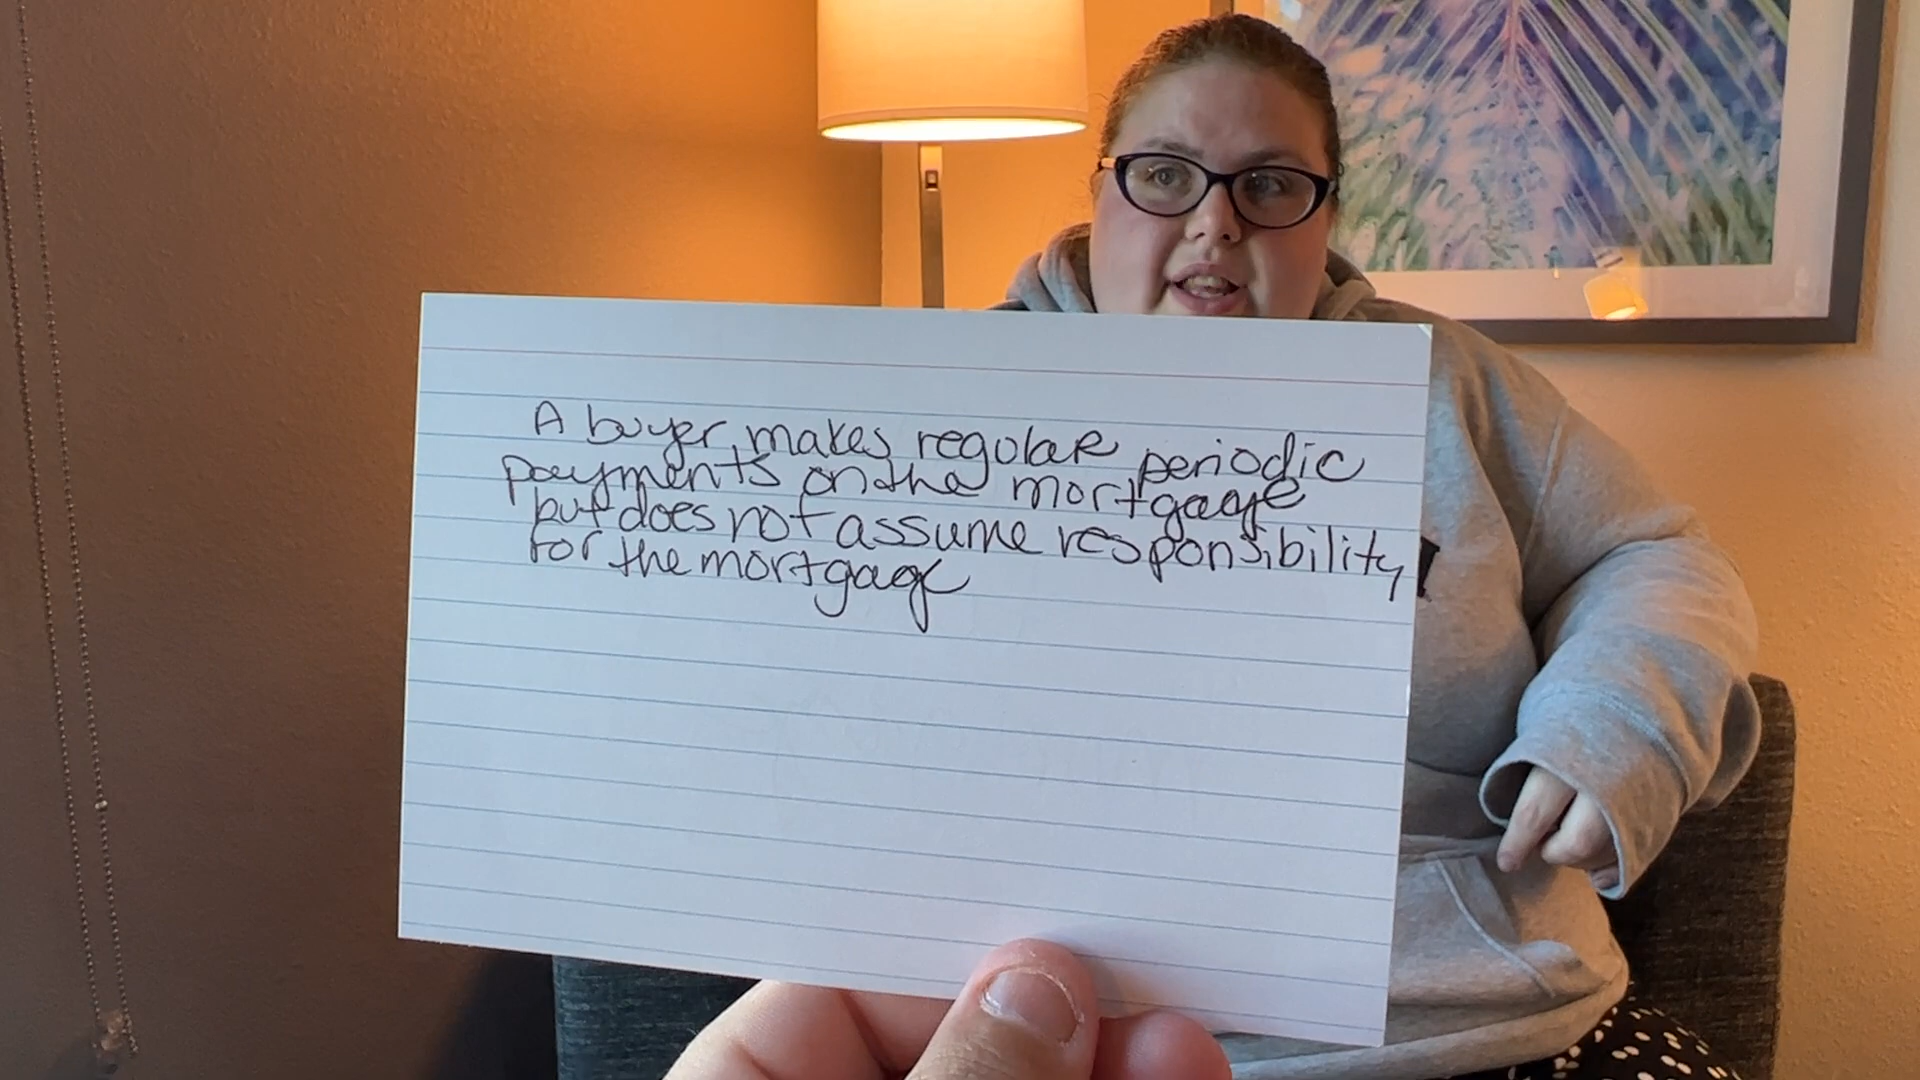 A buyer makes regular periodic
payments on the mortgage
but does not assume responsibility
for the mortgage